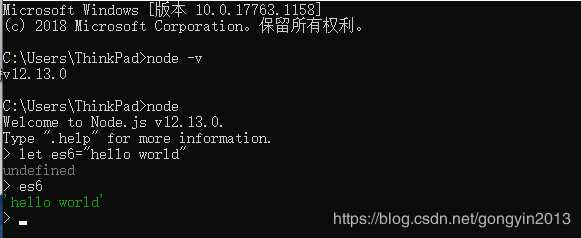 Microsoft Windows [版本 10.0.17763.1158]
(c) 2018 Microsoft Corporation。保留所有权利。
C:\Users\ThinkPad>node -v
v12.13.0
C:\Users\ThinkPad>node
Welcome to Node.js v12.13.0.
Type ".help" for more information.
> let es6="hello world"
undefined
> es6
'hello world'
>
https://blog.csdn.net/gongyin2013